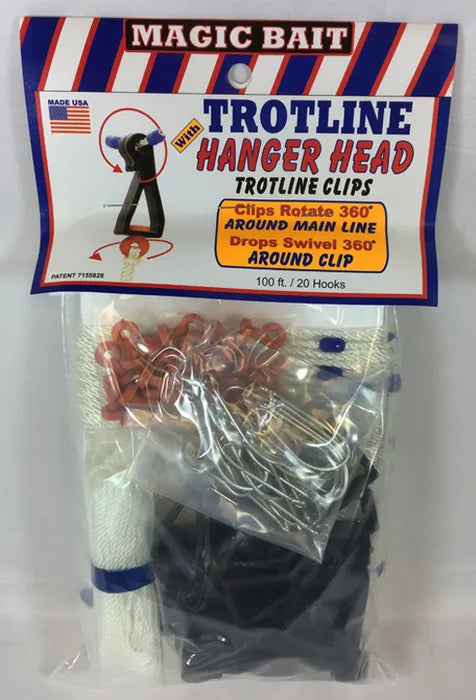 MAGIC BAIT
MADE USA
With
TROTLINE
HANGER HEAD
TROTLINE CLIPS
Clips Rotate 360°
AROUND MAIN LINE
Drops Swivel 360°
AROUND CLIP
PATENT 7155828
100 ft. / 20 Hooks